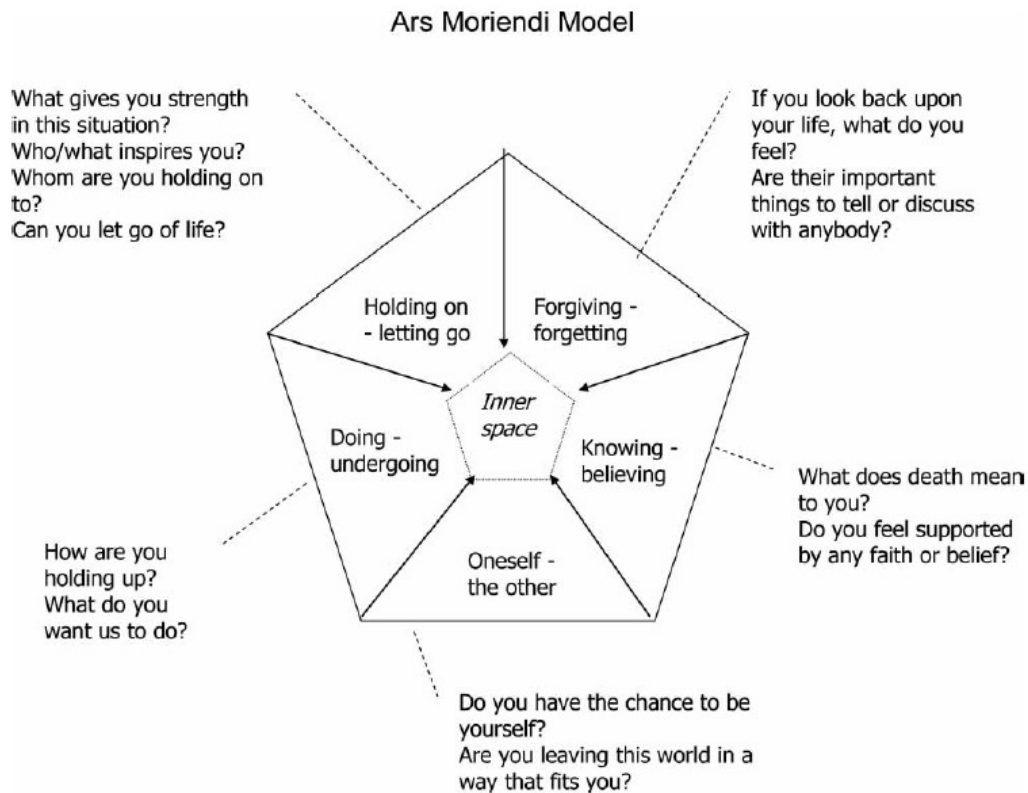 Ars Moriendi Model
What gives you strength
in this situation?
Who/what inspires you?
Whom are you holding on
to?
Can you let go of life?
If you look back upon
your life, what do you
feel?
Are their important
things to tell or discuss
with anybody?
Holding on
- letting go
Forgiving -
forgetting
Inner
space
Doing -
undergoing
Knowing -
believing
Oneself -
the other
What does death mean
to you?
Do you feel supported
by any faith or belief?
How are you
holding up?
What do you
want us to do?
Do you have the chance to be
yourself?
Are you leaving this world in a
way that fits you?